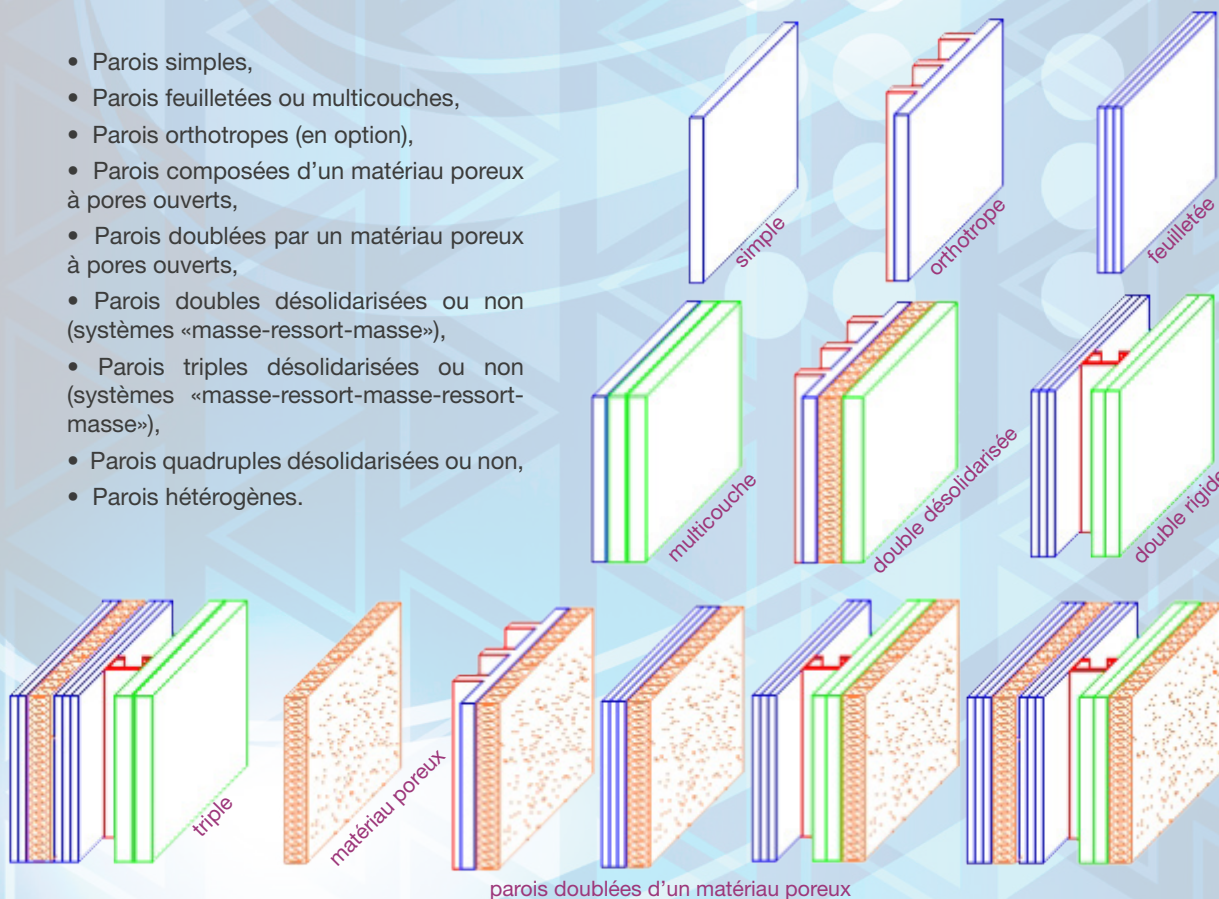 • Parois simples,
• Parois feuilletées ou multicouches,
• Parois orthotropes (en option),
• Parois composées d’un matériau poreux
à pores ouverts,
• Parois doublées par un matériau poreux
à pores ouverts,
• Parois doubles désolidarisées ou non
(systèmes «masse-ressort-masse»),
• Parois triples désolidarisées ou non
(systèmes «masse-ressort-masse-ressort-
masse»),
• Parois quadruples désolidarisées ou non,
• Parois hétérogènes.
simple
orthotrope
feuilletée
multicouche
double désolidarisée
double rigide
triple
matériau poreux
parois doublées d’un matériau poreux